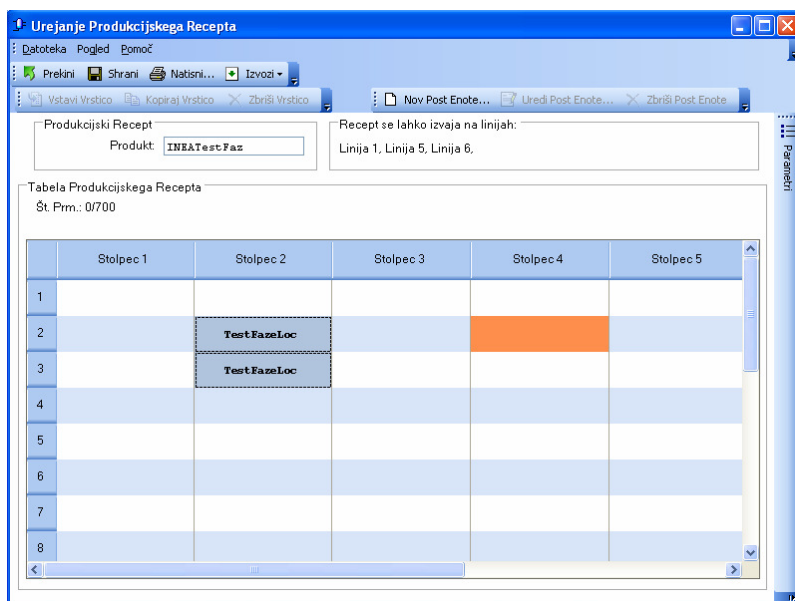 Urejanje Produkcijskega Recepta
Datoteka Pogled Pomoč
Prekini Shrani Natisni... Izvozi
Vstavi Vrstico Kopiraj Vrstico Zbriši Vrstico Nov Post Enote... Uredi Post Enote... Zbriši Post Enote
Produkcijski Recept
Produkt: INEATestFaz
Recept se lahko izvaja na linijah:
Linija 1, Linija 5, Linija 6,
Parametri
Tabela Produkcijskega Recepta
Št. Prm.: 0/700
Stolpec 1 Stolpec 2 Stolpec 3 Stolpec 4 Stolpec 5
1
2 TestFazeLoc
3 TestFazeLoc
4
5
6
7
8